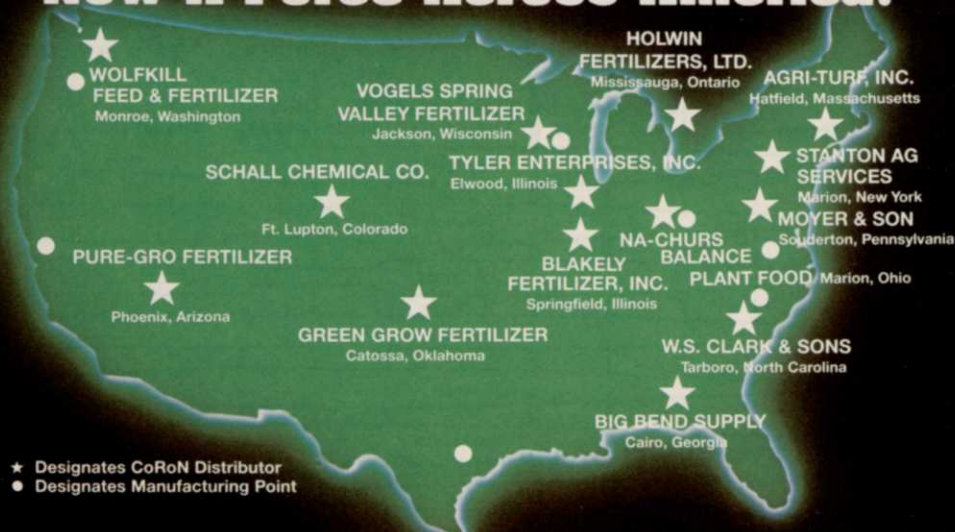 HOLWIN
FERTILIZERS, LTD.
Mississauga, Ontario
WOLFKILL
FEED & FERTILIZER
Monroe, Washington
VOGELS SPRING
VALLEY FERTILIZER
Jackson, Wisconsin
AGRI-TURF, INC.
Hatfield, Massachusetts
SCHALL CHEMICAL CO.
Ft. Lupton, Colorado
TYLER ENTERPRISES, INC.
Elwood, Illinois
STANTON AG
SERVICES
Marion, New York
MOYER & SON
Souderton, Pennsylvania
PURE-GRO FERTILIZER
Phoenix, Arizona
BLAKELY
FERTILIZER, INC.
Springfield, Illinois
NA-CHURS
BALANCE
PLANT FOOD Marion, Ohio
GREEN GROW FERTILIZER
Catossa, Oklahoma
W.S. CLARK & SONS
Tarboro, North Carolina
BIG BEND SUPPLY
Cairo, Georgia
★ Designates CoRoN Distributor
● Designates Manufacturing Point